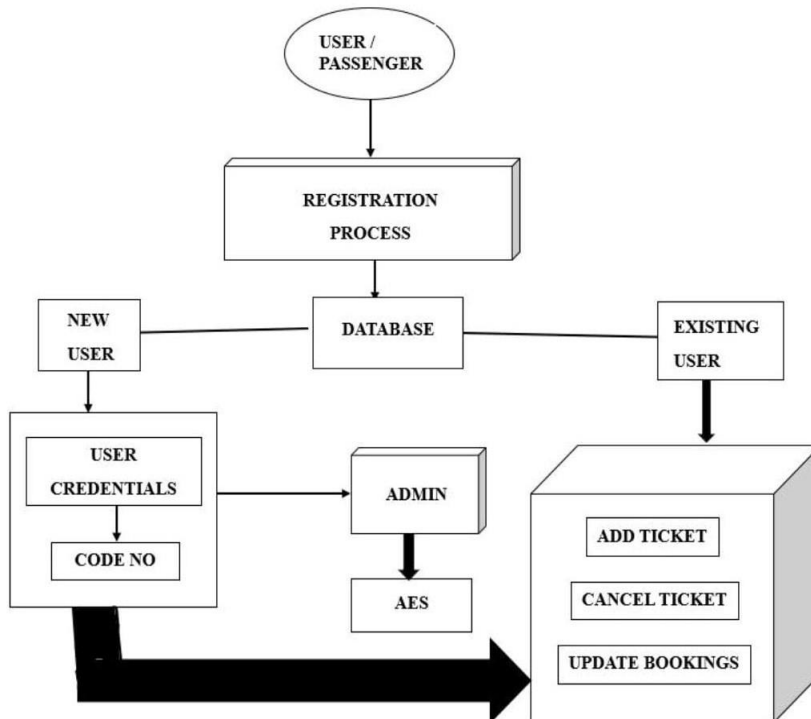 USER /
PASSENGER
REGISTRATION
PROCESS
NEW
USER
DATABASE
EXISTING
USER
USER
CREDENTIALS
CODE NO
ADMIN
AES
ADD TICKET
CANCEL TICKET
UPDATE BOOKINGS